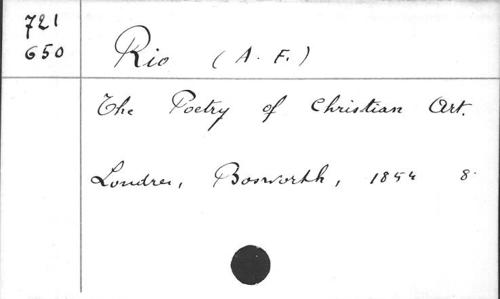 721
650
Rio (A. F.)
The Poetry of Christian Art.
Londres, Bosworth, 1854 8.